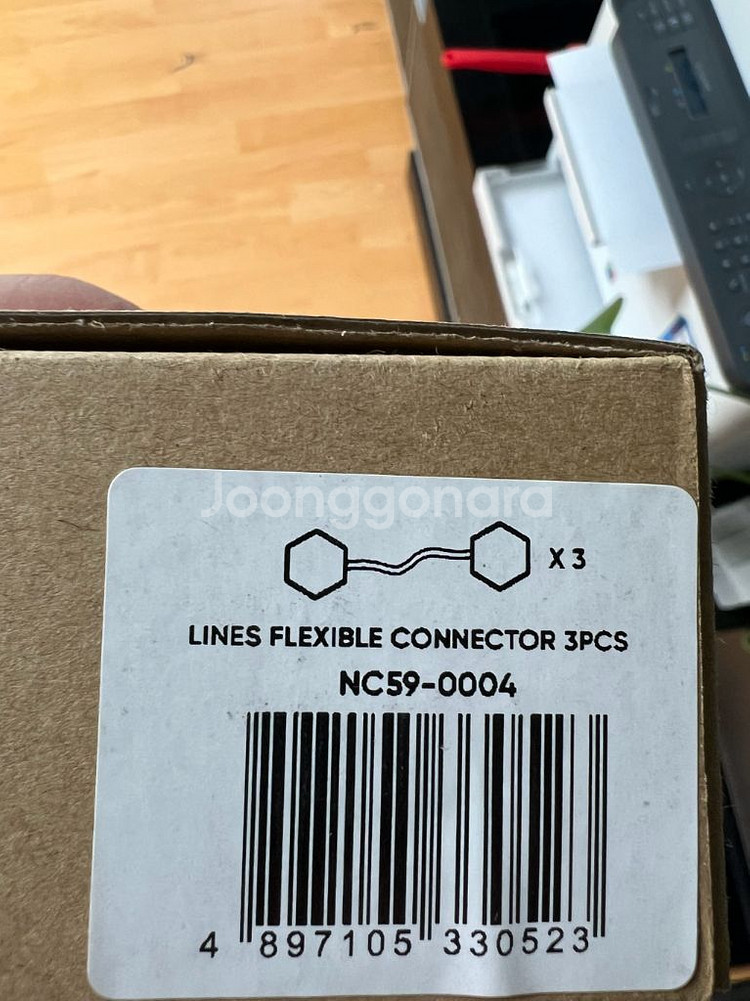 Joonggonara
X 3
LINES FLEXIBLE CONNECTOR 3PCS
NC59-0004
4 897105 330523